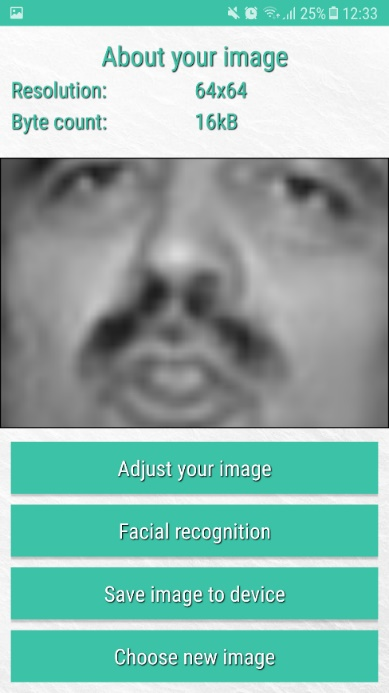 25% 12:33
About your image
Resolution: 64x64
Byte count: 16kB
Adjust your image
Facial recognition
Save image to device
Choose new image